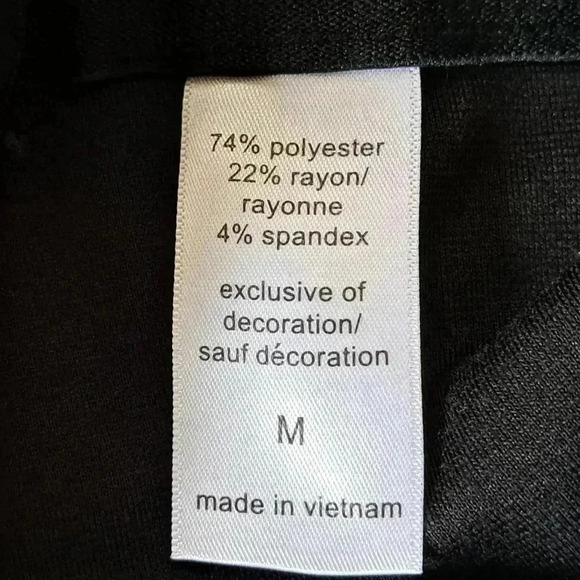 74% polyester
22% rayon/
rayonne
4% spandex
exclusive of
decoration/
sauf décoration
M
made in vietnam